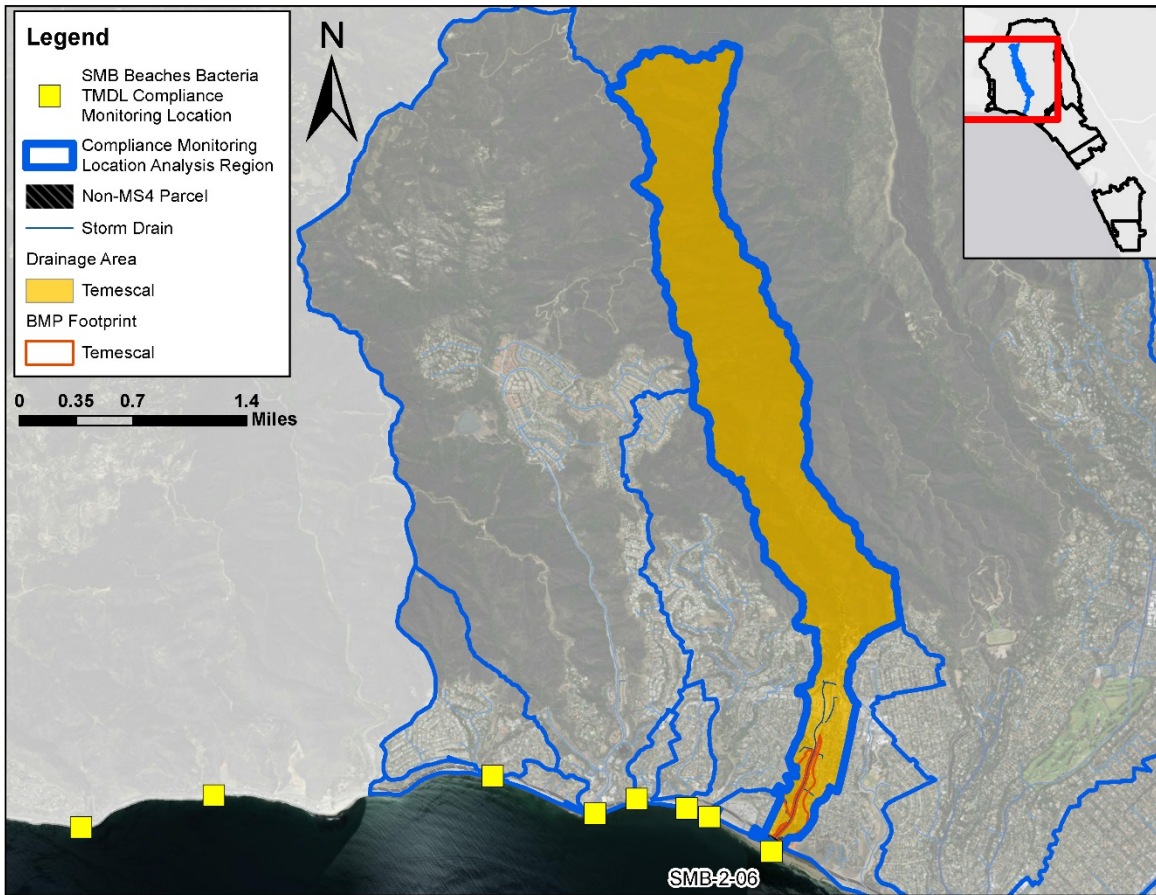 Legend
SMB Beaches Bacteria
TMDL Compliance
Monitoring Location
Compliance Monitoring
Location Analysis Region
Non-MS4 Parcel
Storm Drain
Drainage Area
Temescal
BMP Footprint
Temescal
N
0 0.35 0.7 1.4
Miles
SMB-2-06